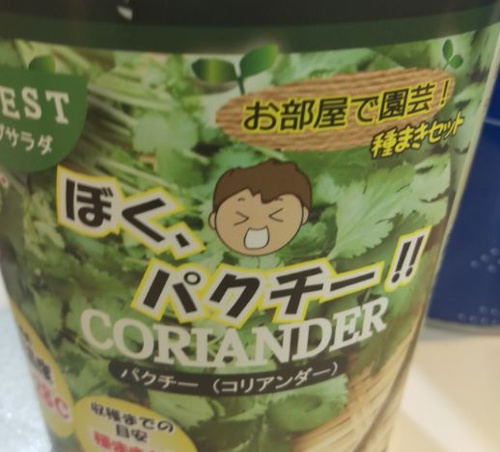 EST
サラダ
お部屋で園芸！
種まきセット
ぼく、
パクチー!!
CORIANDER
パクチー（コリアンダー）
収穫までの
目安